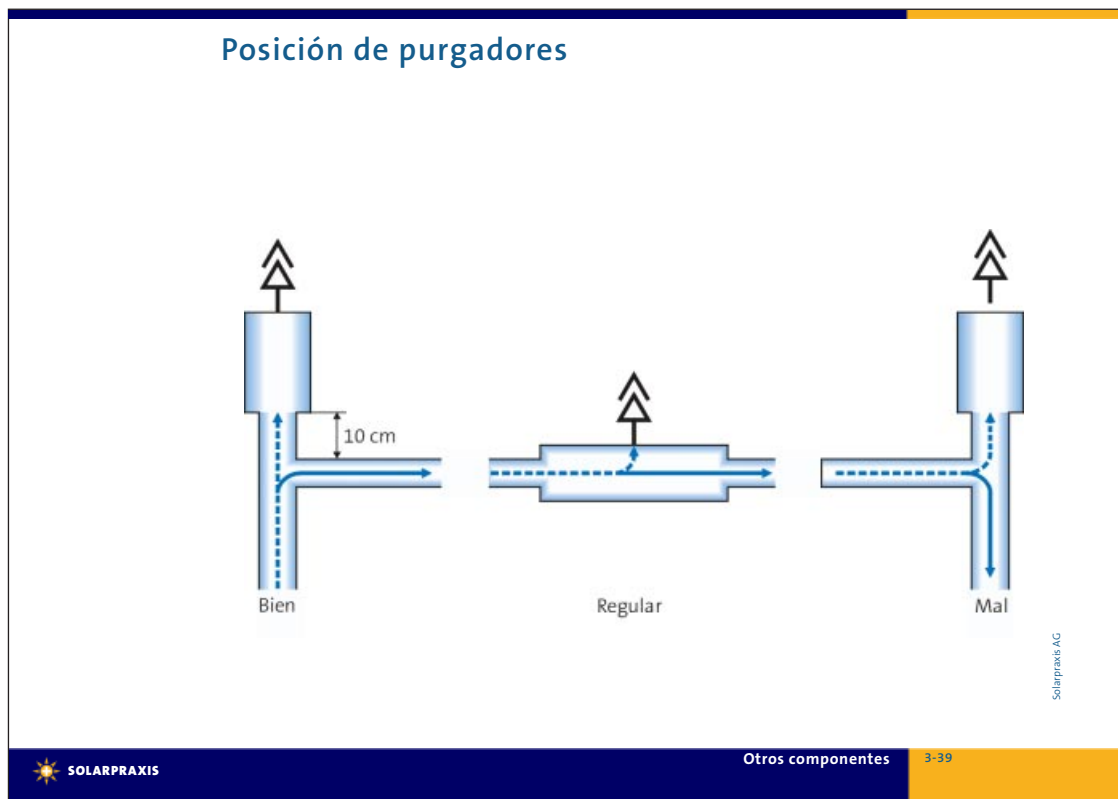 Posición de purgadores
10 cm
Bien
Regular
Mal
Solarpraxis AG
SOLARPRAXIS
Otros componentes
3-39